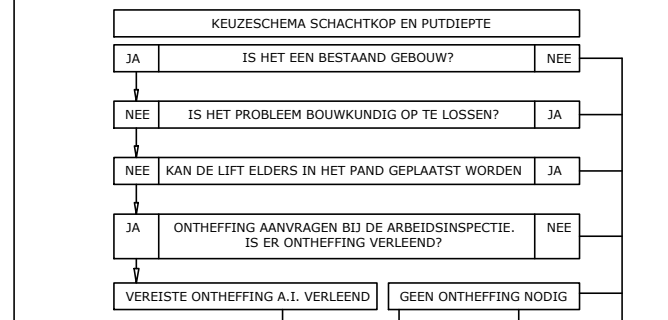 KEUZESCHEMA SCHACHTKOP EN PUTDIEPTE
JA IS HET EEN BESTAAND GEBOUW? NEE
NEE IS HET PROBLEEM BOUWKUNDIG OP TE LOSSEN? JA
NEE KAN DE LIFT ELDERS IN HET PAND GEPLAATST WORDEN JA
JA ONTHEFFING AANVRAGEN BIJ DE ARBEIDSINSPECTIE. NEE
IS ER ONTHEFFING VERLEEND?
VEREISTE ONTHEFFING A.I. VERLEEND GEEN ONTHEFFING NODIG